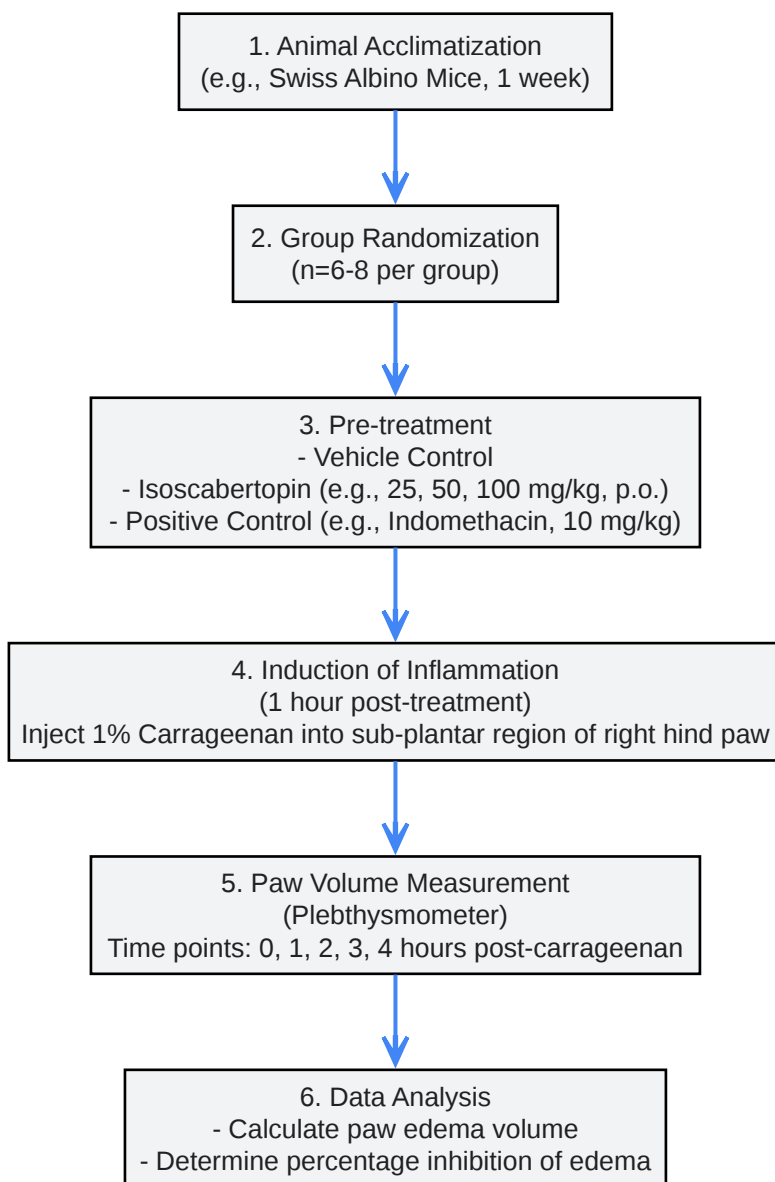 1. Animal Acclimatization
(e.g., Swiss Albino Mice, 1 week)
2. Group Randomization
(n=6-8 per group)
3. Pre-treatment
- Vehicle Control
- Isoscabertopin (e.g., 25, 50, 100 mg/kg, p.o.)
- Positive Control (e.g., Indomethacin, 10 mg/kg)
4. Induction of Inflammation
(1 hour post-treatment)
Inject 1% Carrageenan into sub-plantar region of right hind paw
5. Paw Volume Measurement
(Plebthysmometer)
Time points: 0, 1, 2, 3, 4 hours post-carrageenan
6. Data Analysis
- Calculate paw edema volume
- Determine percentage inhibition of edema